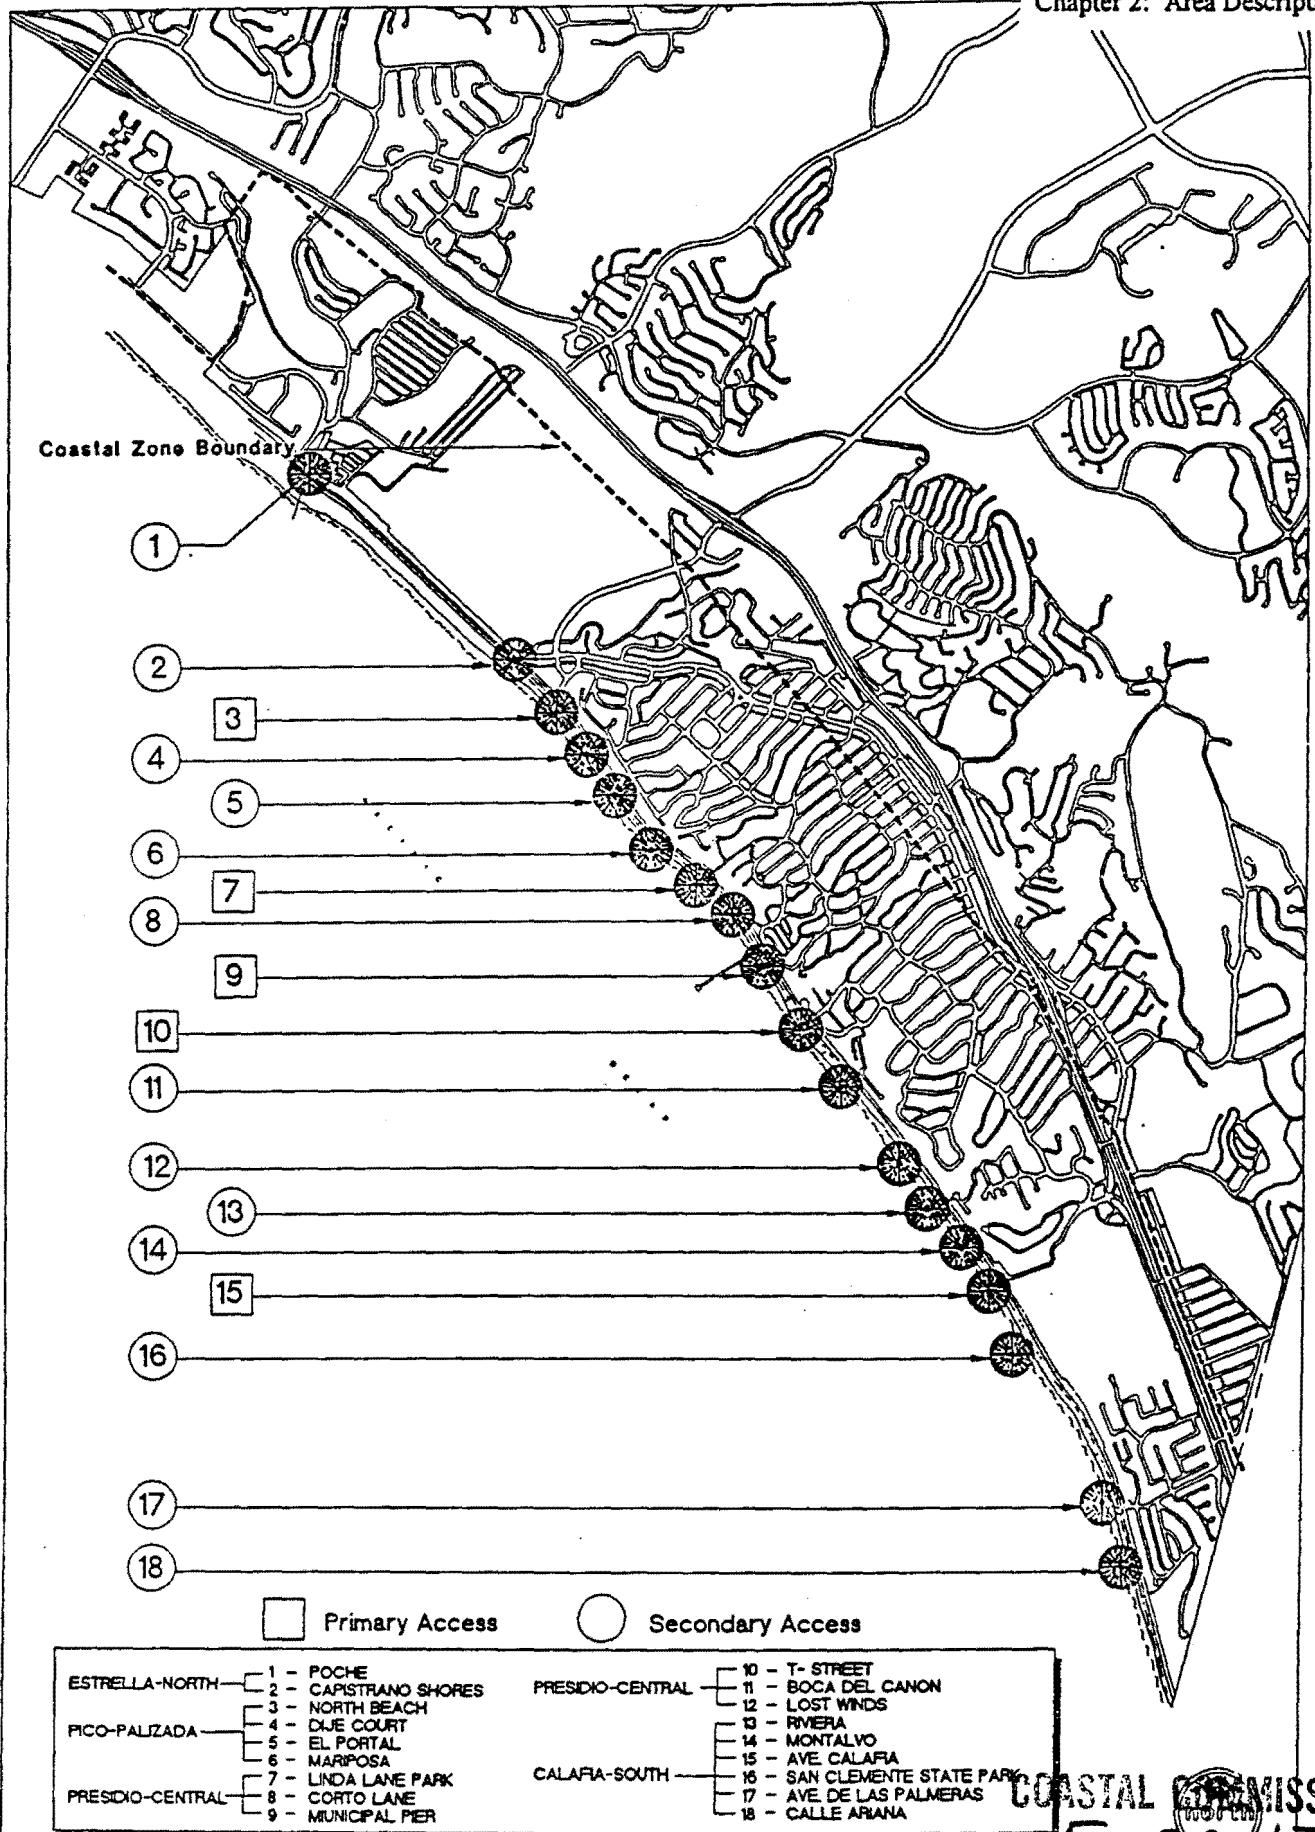 Chapter 2: Area
Coastal Zone Boundary
1
2
3
4
5
6
7
8
9
10
11
12
13
14
15
16
17
18
Primary Access
Secondary Access
ESTRELLA-NORTH
1 - POCHE
2 - CAPISTRANO SHORES
PICO-PALIZADA
3 - NORTH BEACH
4 - DIJE COURT
5 - EL PORTAL
6 - MARIPOSA
PRESIDIO-CENTRAL
7 - LINDA LANE PARK
8 - CORTO LANE
9 - MUNICIPAL PIER
PRESIDIO-CENTRAL
10 - T- STREET
11 - BOCA DEL CANON
12 - LOST WINDS
CALAFIA-SOUTH
13 - RIVIERA
14 - MONTALVO
15 - AVE. CALAFIA
16 - SAN CLEMENTE STATE PARK
17 - AVE. DE LAS PALMERAS
18 - CALLE ARIANA
COASTAL
north